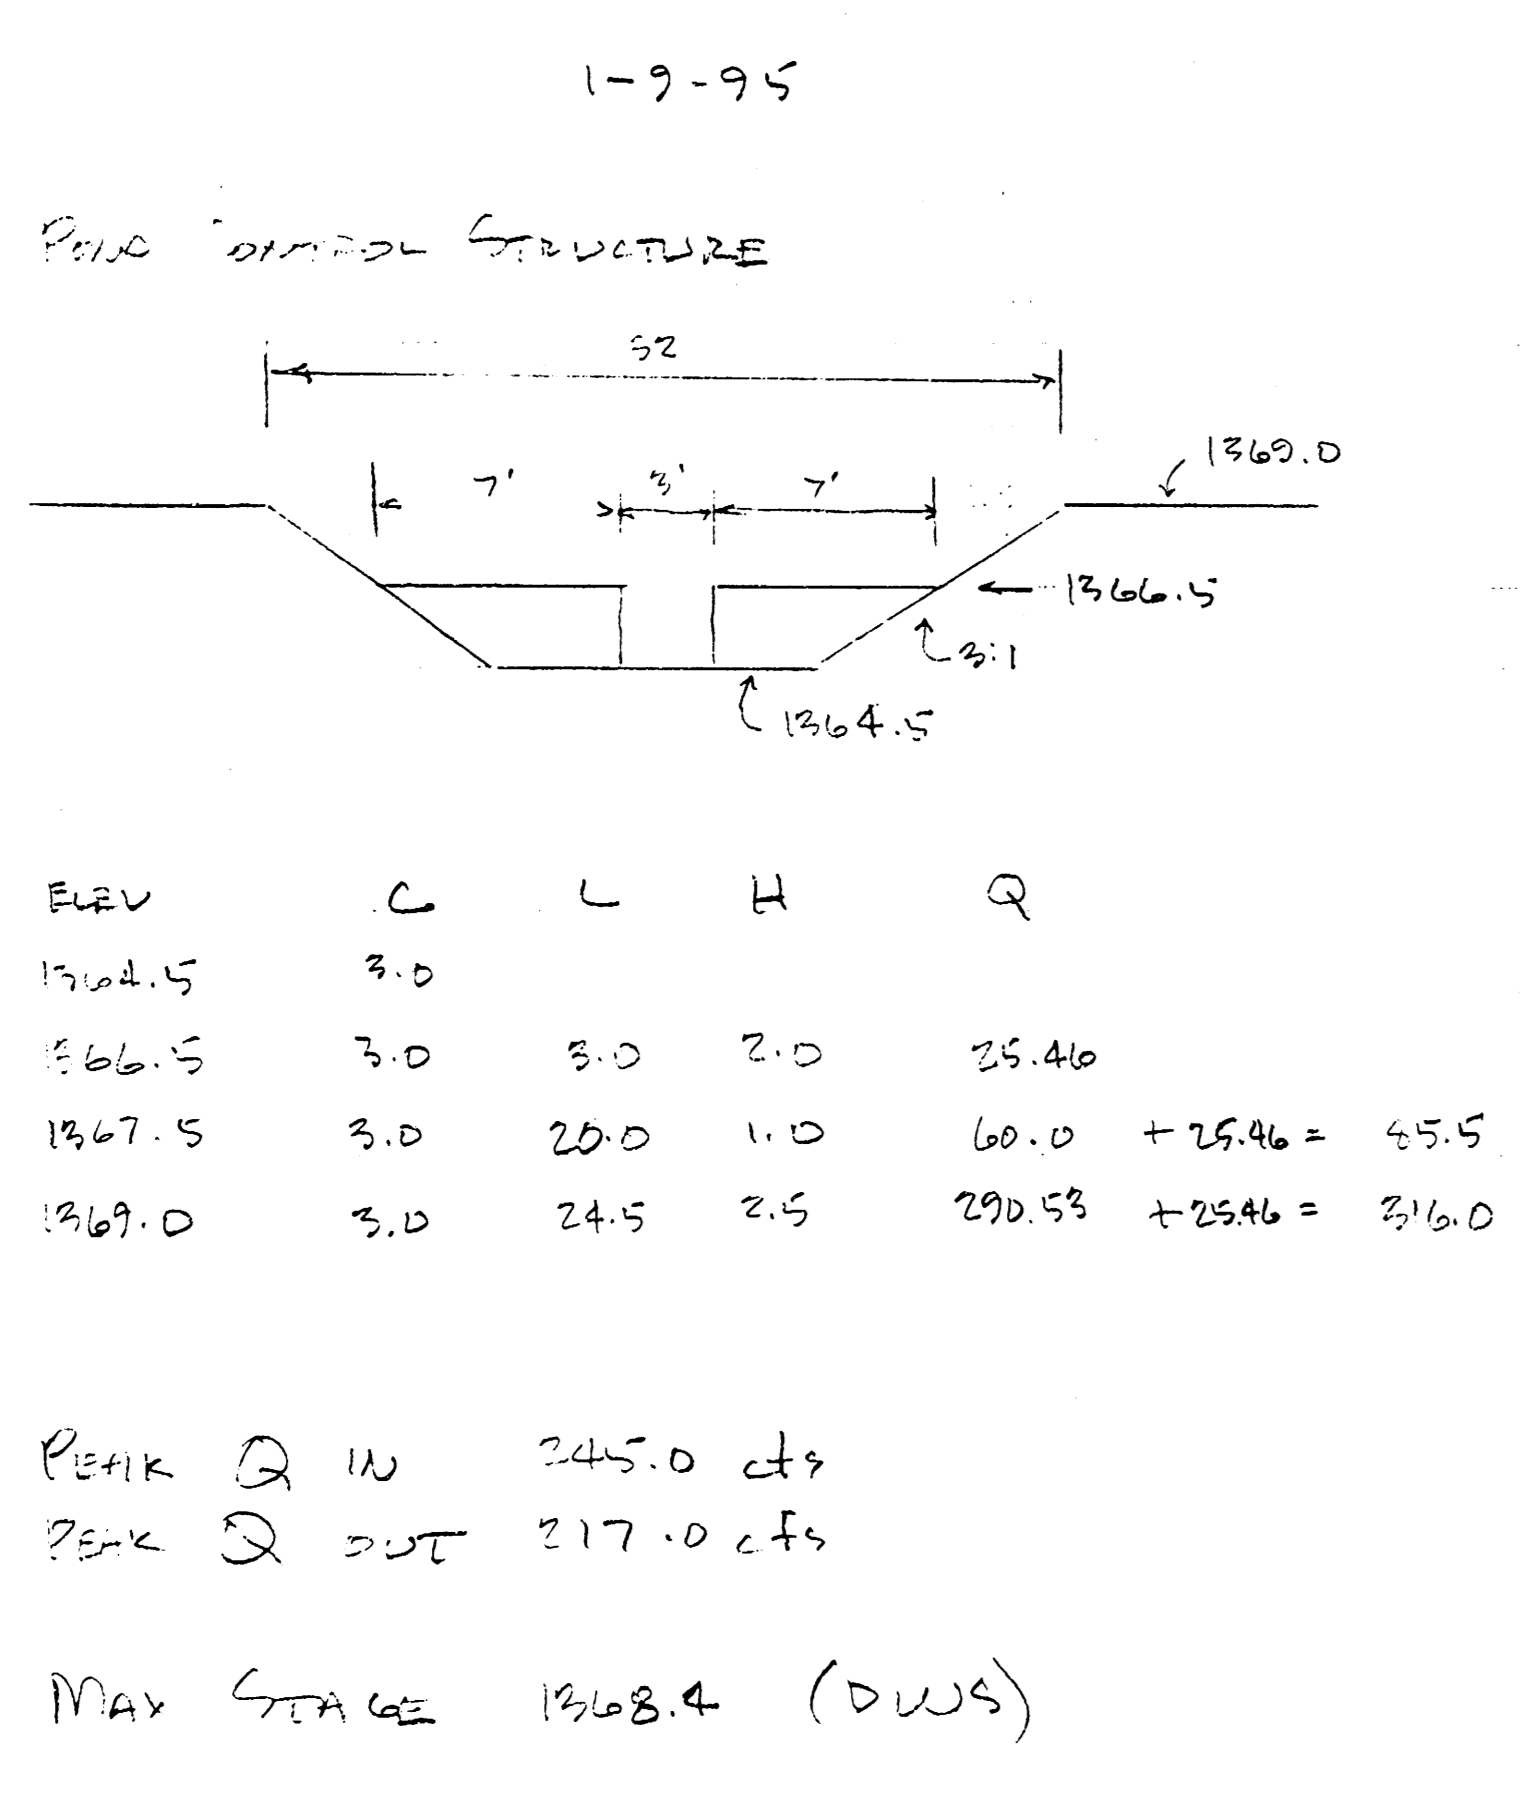 1-9-95
POND CONTROL STRUCTURE
32
7' 3' 7'
1369.0
1366.5
3:1
1364.5
ELEV C L H Q
1364.5 3.0
1366.5 3.0 3.0 2.0 25.46
1367.5 3.0 20.0 1.0 60.0 + 25.46 = 85.5
1369.0 3.0 24.5 2.5 290.53 + 25.46 = 316.0
PEAK Q IN 245.0 cfs
PEAK Q OUT 217.0 cfs
MAX STAGE 1368.4 (DWS)